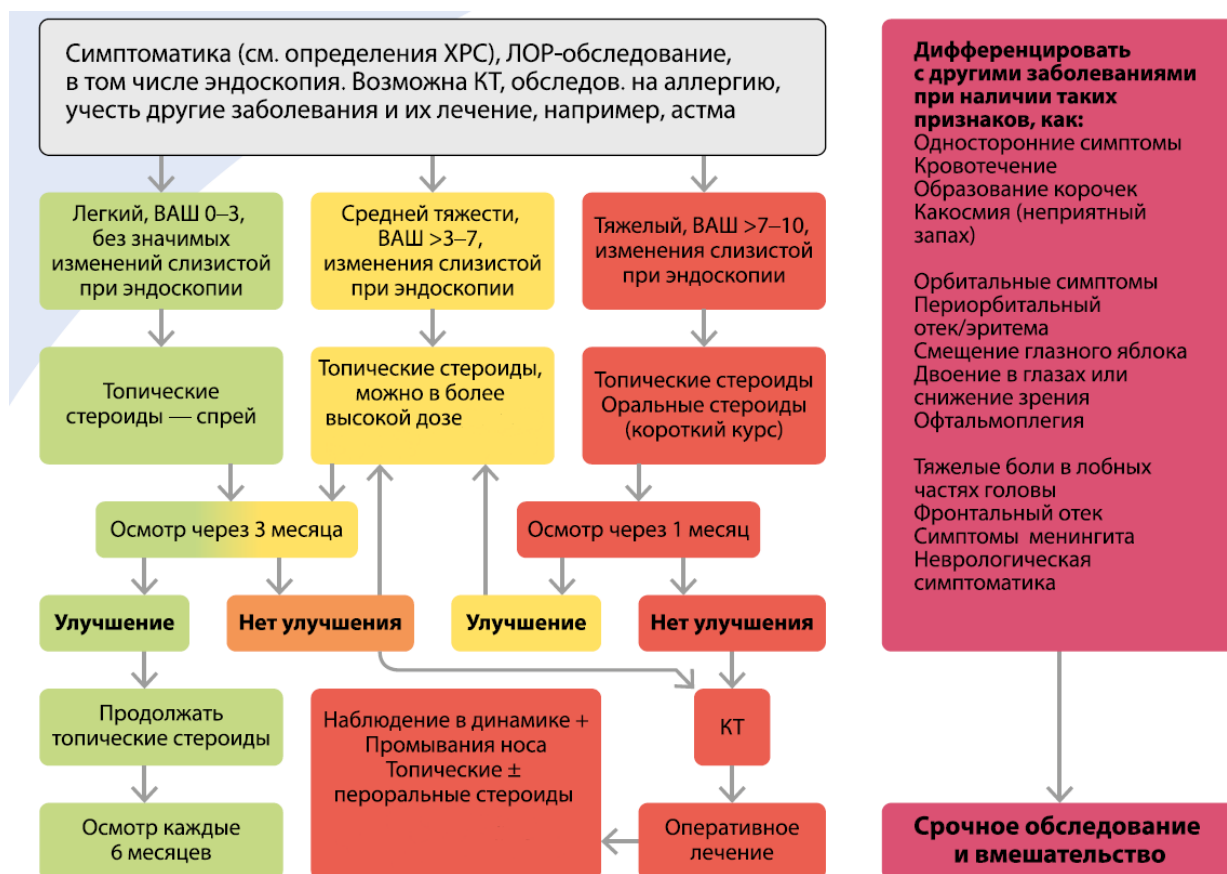 Симптоматика (см. определения ХРС), ЛОР-обследование,
в том числе эндоскопия. Возможна КТ, обследов. на аллергию,
учесть другие заболевания и их лечение, например, астма
Легкий, ВАШ 0–3,
без значимых
изменений слизистой
при эндоскопии
Средней тяжести,
ВАШ >3–7,
изменения слизистой
при эндоскопии
Тяжелый, ВАШ >7–10,
изменения слизистой
при эндоскопии
Топические
стероиды — спрей
Топические стероиды,
можно в более
высокой дозе
Топические стероиды
Оральные стероиды
(короткий курс)
Осмотр через 3 месяца
Осмотр через 1 месяц
Улучшение
Нет улучшения
Улучшение
Нет улучшения
Продолжать
топические стероиды
Наблюдение в динамике +
Промывания носа
Топические ±
пероральные стероиды
КТ
Осмотр каждые
6 месяцев
Оперативное
лечение
Дифференцировать
с другими заболеваниями
при наличии таких
признаков, как:
Односторонние симптомы
Кровотечение
Образование корочек
Какосмия (неприятный
запах)
Орбитальные симптомы
Периорбитальный
отек/эритема
Смещение глазного яблока
Двоение в глазах или
снижение зрения
Офтальмоплегия
Тяжелые боли в лобных
частях головы
Фронтальный отек
Симптомы менингита
Неврологическая
симптоматика
Срочное обследование
и вмешательство